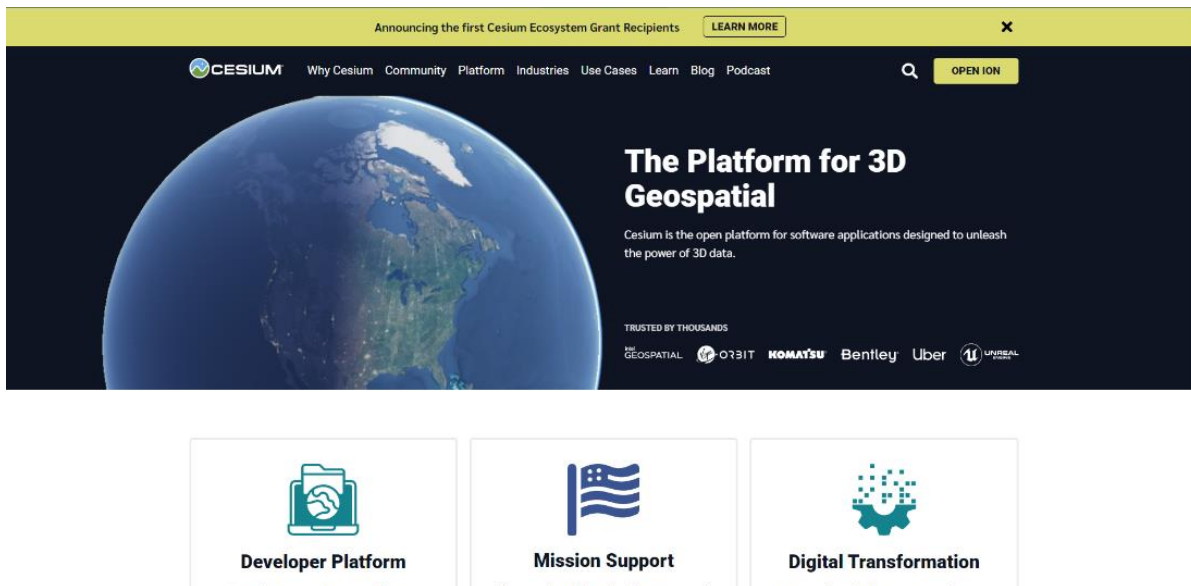 Announcing the first Cesium Ecosystem Grant Recipients LEARN MORE
CESIUM Why Cesium Community Platform Industries Use Cases Learn Blog Podcast OPEN ION
The Platform for 3D
Geospatial
Cesium is the open platform for software applications designed to unleash
the power of 3D data.
TRUSTED BY THOUSANDS
intel GEOSPATIAL ORBIT KOMATSU Bentley Uber UNREAL ENGINE
Developer Platform Mission Support Digital Transformation